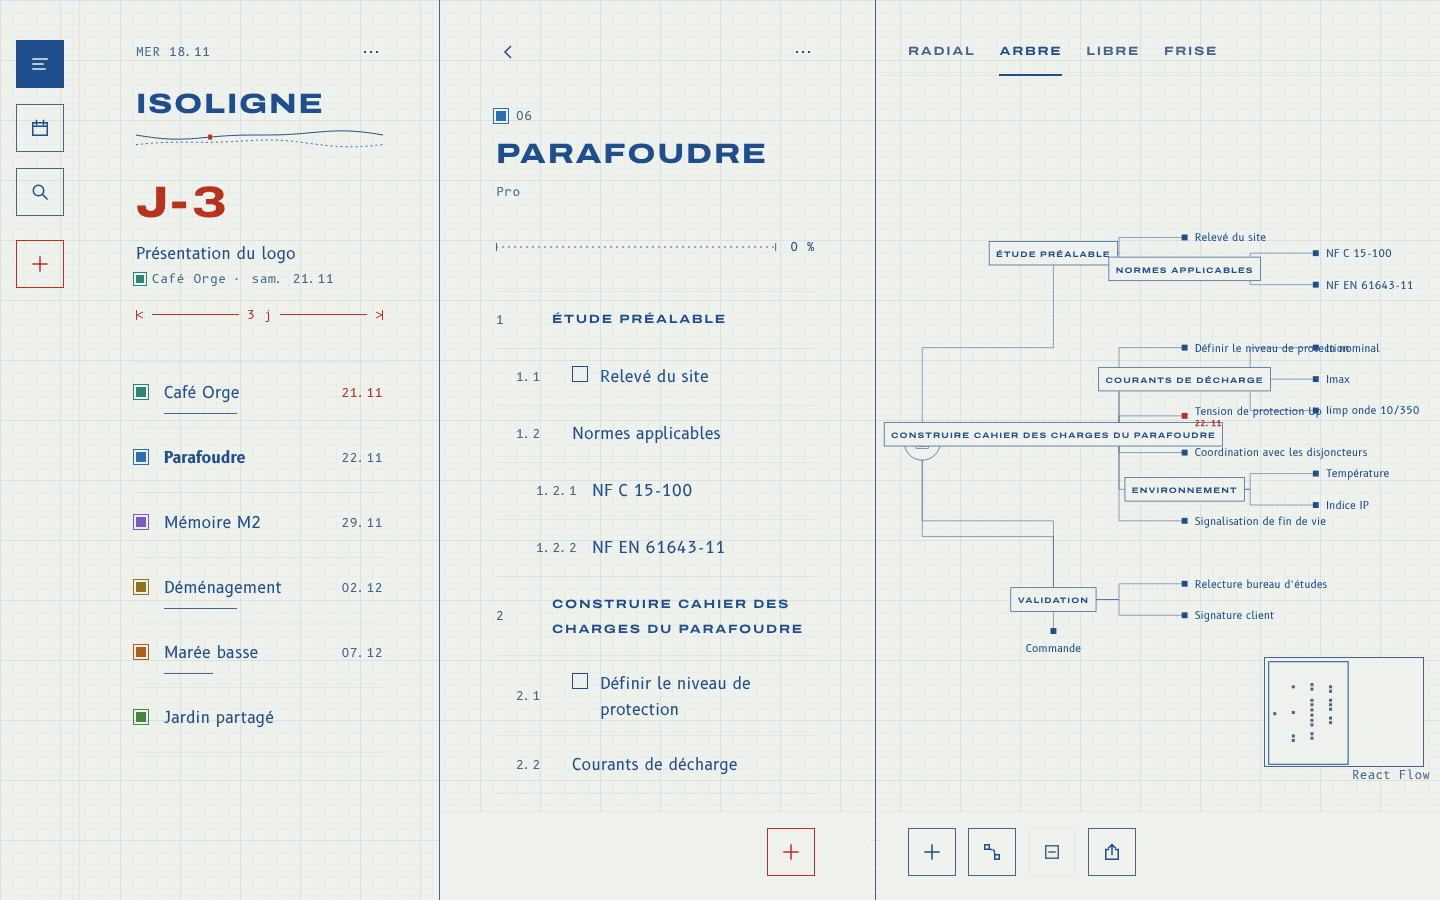 MER 18.11
ISOLIGNE
J-3
Présentation du logo
Café Orge · sam. 21.11
3 j
Café Orge 21.11
Parafoudre 22.11
Mémoire M2 29.11
Déménagement 02.12
Marée basse 07.12
Jardin partagé
06
PARAFOUDRE
Pro
0 %
1 ÉTUDE PRÉALABLE
1.1 Relevé du site
1.2 Normes applicables
1.2.1 NF C 15-100
1.2.2 NF EN 61643-11
2 CONSTRUIRE CAHIER DES
CHARGES DU PARAFOUDRE
2.1 Définir le niveau de
protection
2.2 Courants de décharge
RADIAL ARBRE LIBRE FRISE
Relevé du site
ÉTUDE PRÉALABLE
NF C 15-100
NORMES APPLICABLES
NF EN 61643-11
Définir le niveau de protection
nominal
COURANTS DE DÉCHARGE
Imax
Iimp onde 10/350
Tension de protection Up
22.11
CONSTRUIRE CAHIER DES CHARGES DU PARAFOUDRE
Coordination avec les disjoncteurs
Température
ENVIRONNEMENT
Indice IP
Signalisation de fin de vie
Relecture bureau d'études
VALIDATION
Signature client
Commande
React Flow